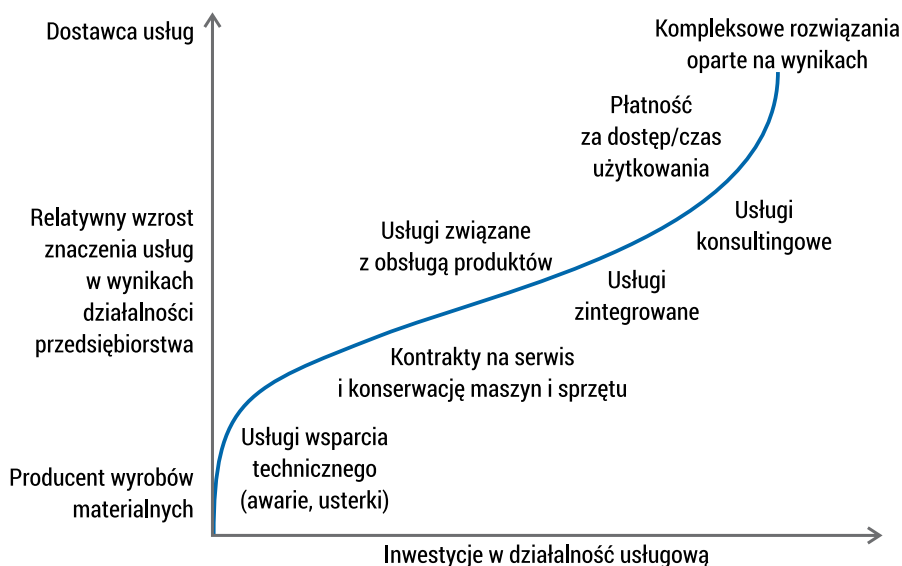 Dostawca usług
Kompleksowe rozwiązania
oparte na wynikach
Płatność
za dostęp/czas
użytkowania
Relatywny wzrost
znaczenia usług
w wynikach
działalności
przedsiębiorstwa
Usługi związane
z obsługą produktów
Usługi
konsultingowe
Usługi
zintegrowane
Kontrakty na serwis
i konserwację maszyn i sprzętu
Usługi wsparcia
technicznego
(awarie, usterki)
Producent wyrobów
materialnych
Inwestycje w działalność usługową